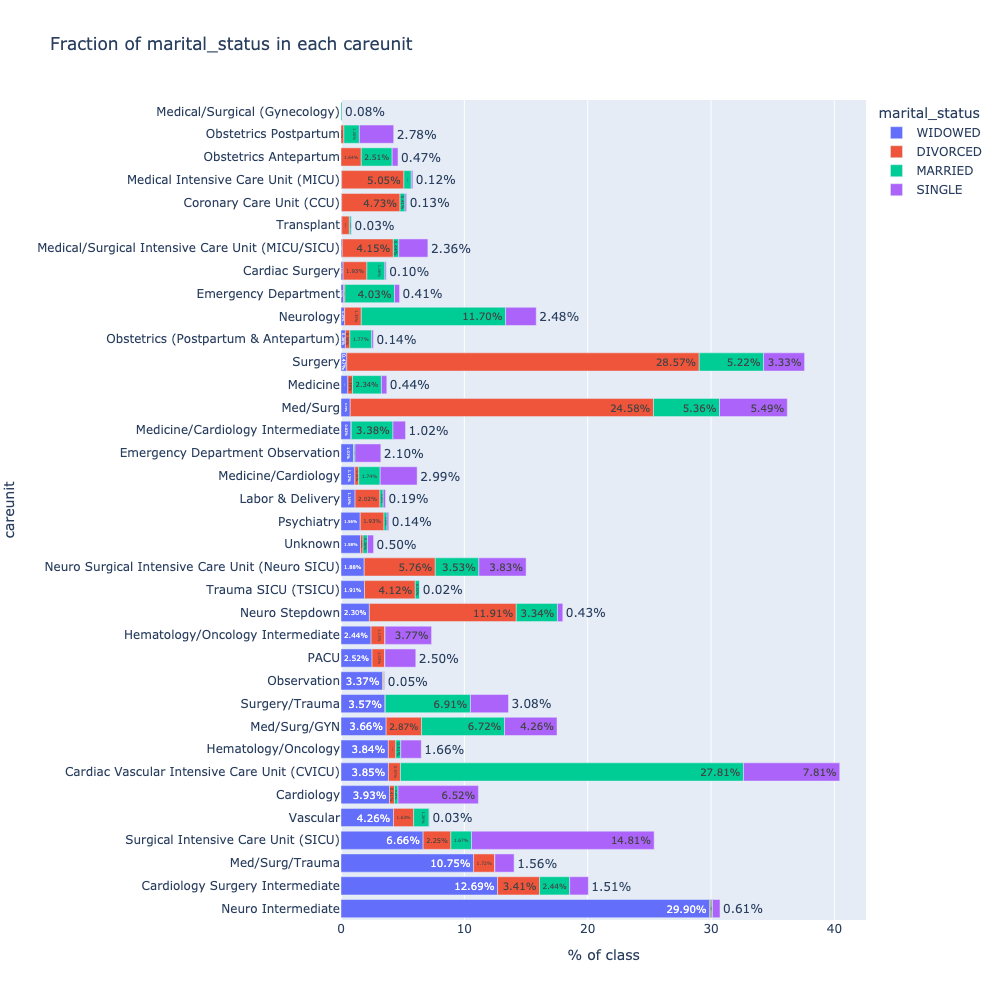 Fraction of marital_status in each careunit
marital_status
WIDOWED
DIVORCED
MARRIED
SINGLE
Medical/Surgical (Gynecology) 0.08%
Obstetrics Postpartum 2.78%
Obstetrics Antepartum 2.51% 0.47%
Medical Intensive Care Unit (MICU) 5.05% 0.12%
Coronary Care Unit (CCU) 4.73% 0.13%
Transplant 0.03%
Medical/Surgical Intensive Care Unit (MICU/SICU) 4.15% 2.36%
Cardiac Surgery 1.93% 0.10%
Emergency Department 4.03% 0.41%
Neurology 11.70% 2.48%
Obstetrics (Postpartum & Antepartum) 1.77% 0.14%
Surgery 28.57% 5.22% 3.33%
Medicine 2.34% 0.44%
Med/Surg 24.58% 5.36% 5.49%
Medicine/Cardiology Intermediate 3.38% 1.02%
Emergency Department Observation 2.10%
Medicine/Cardiology 1.74% 2.99%
Labor & Delivery 2.02% 0.19%
Psychiatry 1.93% 0.14%
Unknown 0.50%
Neuro Surgical Intensive Care Unit (Neuro SICU) 1.88% 5.76% 3.53% 3.83%
Trauma SICU (TSICU) 1.91% 4.12% 0.02%
Neuro Stepdown 2.30% 11.91% 3.34% 0.43%
Hematology/Oncology Intermediate 2.44% 3.77%
PACU 2.52% 2.50%
Observation 3.37% 0.05%
Surgery/Trauma 3.57% 6.91% 3.08%
Med/Surg/GYN 3.66% 2.87% 6.72% 4.26%
Hematology/Oncology 3.84% 1.66%
Cardiac Vascular Intensive Care Unit (CVICU) 3.85% 27.81% 7.81%
Cardiology 3.93% 6.52%
Vascular 4.26% 0.03%
Surgical Intensive Care Unit (SICU) 6.66% 2.25% 14.81%
Med/Surg/Trauma 10.75% 1.56%
Cardiology Surgery Intermediate 12.69% 3.41% 2.44% 1.51%
Neuro Intermediate 29.90% 0.61%
careunit
0 10 20 30 40
% of class